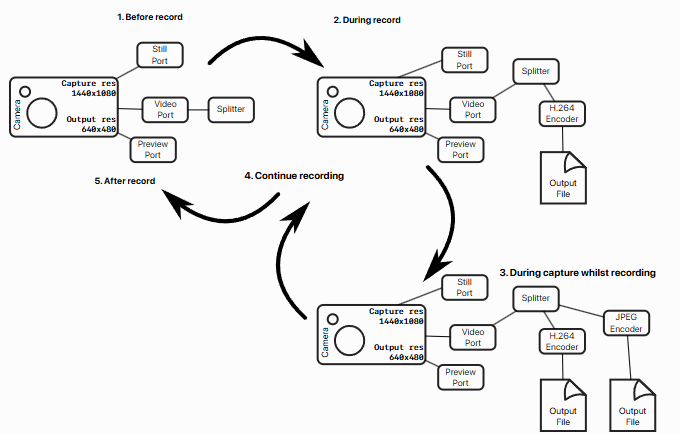 1. Before record
Still
Port
Capture res
1440x1080
Camera
Video
Port
Splitter
Output res
640x480
Preview
Port
5. After record
2. During record
Still
Port
Splitter
Capture res
1440x1080
Camera
Video
Port
H.264
Encoder
Output res
640x480
Preview
Port
Output
File
4. Continue recording
3. During capture whilst recording
Still
Port
Splitter
Capture res
1440x1080
Camera
Video
Port
H.264
Encoder
JPEG
Encoder
Output res
640x480
Preview
Port
Output
File
Output
File